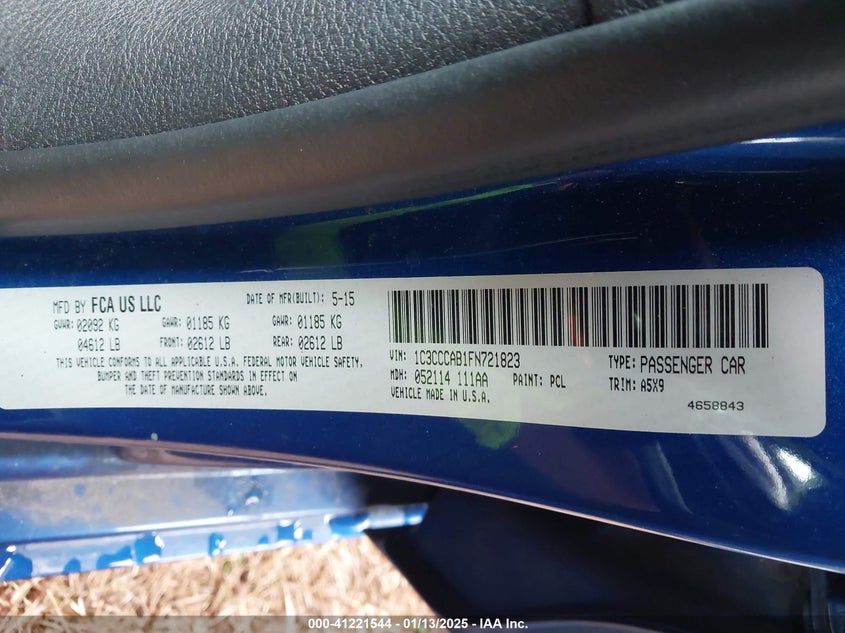 MFD BY FCA US LLC DATE OF MFR(BUILT): 5-15
GVWR: 02092 KG GAWR: 01185 KG GAWR: 01185 KG
04612 LB FRONT: 02612 LB REAR: 02612 LB
THIS VEHICLE CONFORMS TO ALL APPLICABLE U.S.A. FEDERAL MOTOR VEHICLE SAFETY,
BUMPER AND THEFT PREVENTION STANDARDS IN EFFECT ON
THE DATE OF MANUFACTURE SHOWN ABOVE.
VIN: 1C3CCCAB1FN721823 TYPE: PASSENGER CAR
MDH: 052114 111AA PAINT: PCL TRIM: A5X9
VEHICLE MADE IN U.S.A. 4658843
000-41221544 — 01/13/2025 — IAA Inc.